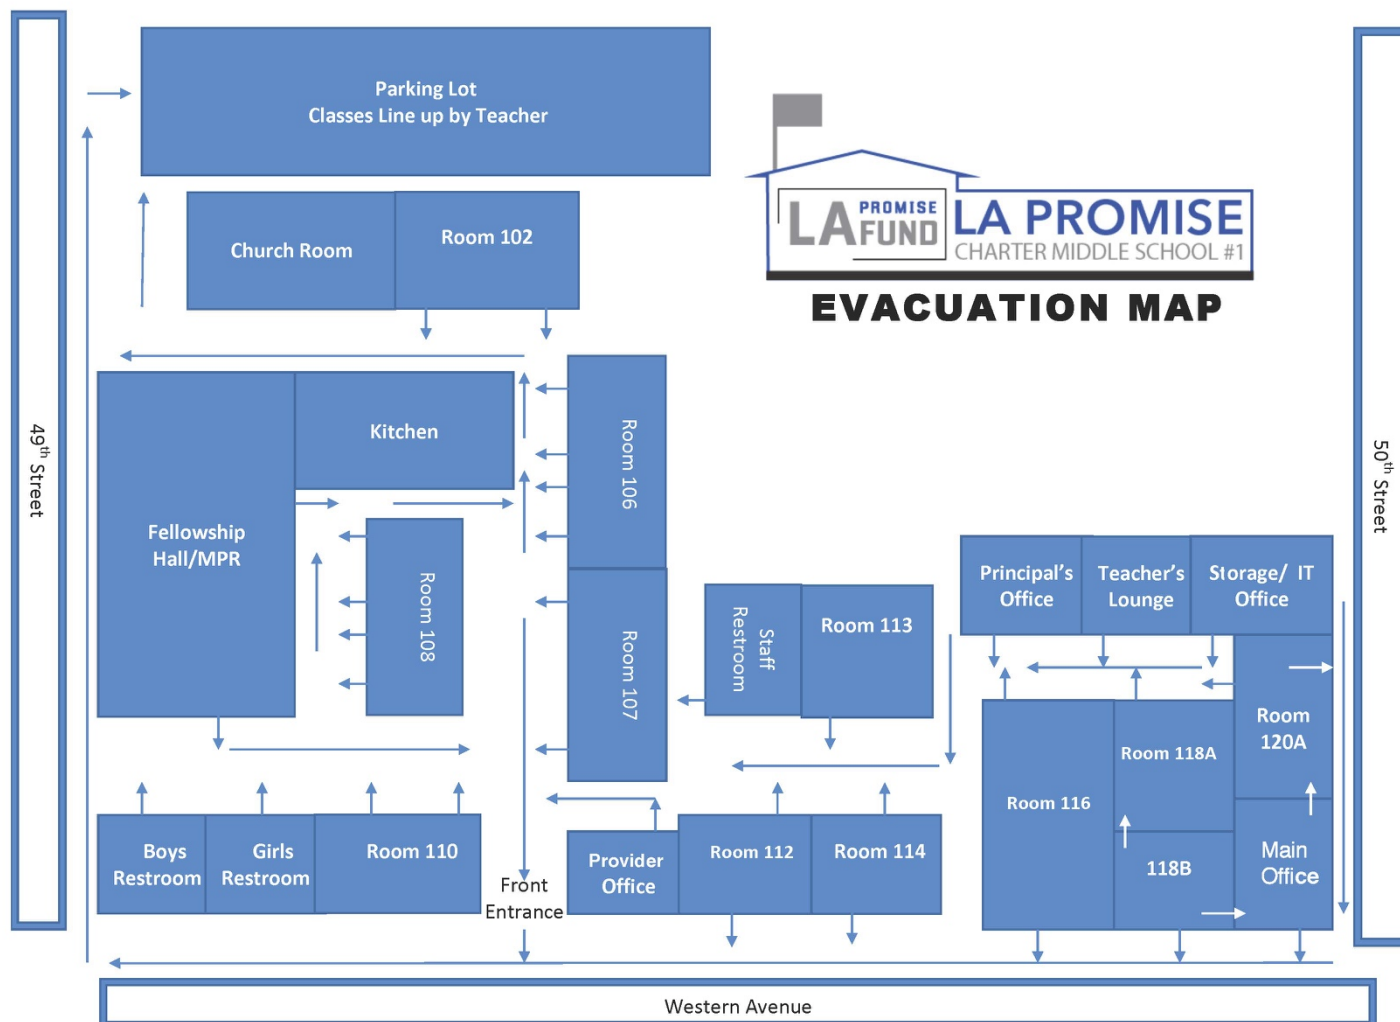 Parking Lot
Classes Line up by Teacher
LA PROMISE FUND
LA PROMISE
CHARTER MIDDLE SCHOOL #1
EVACUATION MAP
Church Room
Room 102
49th Street
50th Street
Kitchen
Room 106
Fellowship
Hall/MPR
Room 108
Room 107
Staff
Restroom
Room 113
Principal's
Office
Teacher's
Lounge
Storage/ IT
Office
Room
120A
Room 118A
Room 116
118B
Main
Office
Boys
Restroom
Girls
Restroom
Room 110
Front
Entrance
Provider
Office
Room 112
Room 114
Western Avenue